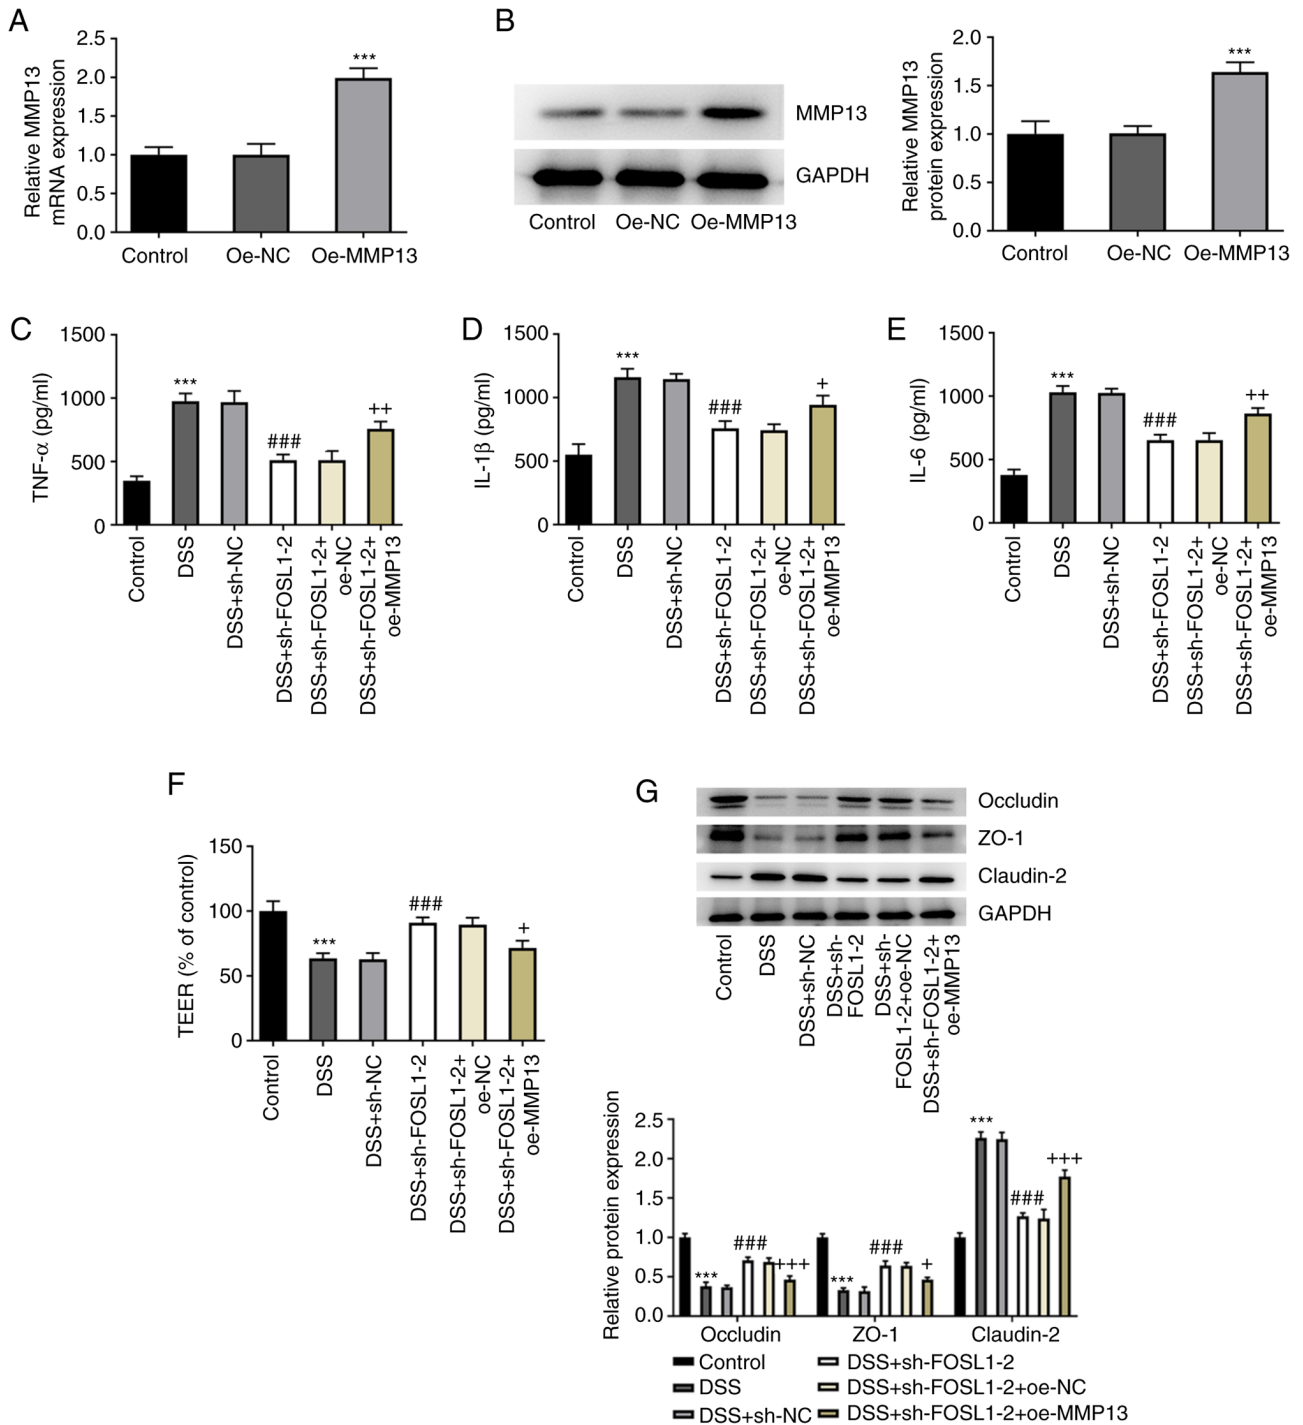 A
Relative MMP13
mRNA expression
2.5
2.0
1.5
1.0
0.5
0.0
***
Control
Oe-NC
Oe-MMP13
B
MMP13
GAPDH
Control
Oe-NC
Oe-MMP13
Relative MMP13
protein expression
2.0
1.5
1.0
0.5
0.0
***
Control
Oe-NC
Oe-MMP13
C
TNF-α (pg/ml)
1500
1000
500
0
***
###
++
Control
DSS
DSS+sh-NC
DSS+sh-FOSL1-2
DSS+sh-FOSL1-2+
oe-NC
DSS+sh-FOSL1-2+
oe-MMP13
D
IL-1β (pg/ml)
1500
1000
500
0
***
###
+
Control
DSS
DSS+sh-NC
DSS+sh-FOSL1-2
DSS+sh-FOSL1-2+
oe-NC
DSS+sh-FOSL1-2+
oe-MMP13
E
IL-6 (pg/ml)
1500
1000
500
0
***
###
++
Control
DSS
DSS+sh-NC
DSS+sh-FOSL1-2
DSS+sh-FOSL1-2+
oe-NC
DSS+sh-FOSL1-2+
oe-MMP13
F
TEER (% of control)
150
100
50
0
***
###
+
Control
DSS
DSS+sh-NC
DSS+sh-FOSL1-2
DSS+sh-FOSL1-2+
oe-NC
DSS+sh-FOSL1-2+
oe-MMP13
G
Occludin
ZO-1
Claudin-2
GAPDH
Control
DSS
DSS+sh-NC
DSS+sh-
FOSL1-2
DSS+sh-
FOSL1-2+oe-NC
DSS+sh-FOSL1-2+
oe-MMP13
Relative protein expression
2.5
2.0
1.5
1.0
0.5
0.0
***
###
+++
***
###
+
***
###
+++
Occludin
ZO-1
Claudin-2
Control
DSS
DSS+sh-NC
DSS+sh-FOSL1-2
DSS+sh-FOSL1-2+oe-NC
DSS+sh-FOSL1-2+oe-MMP13